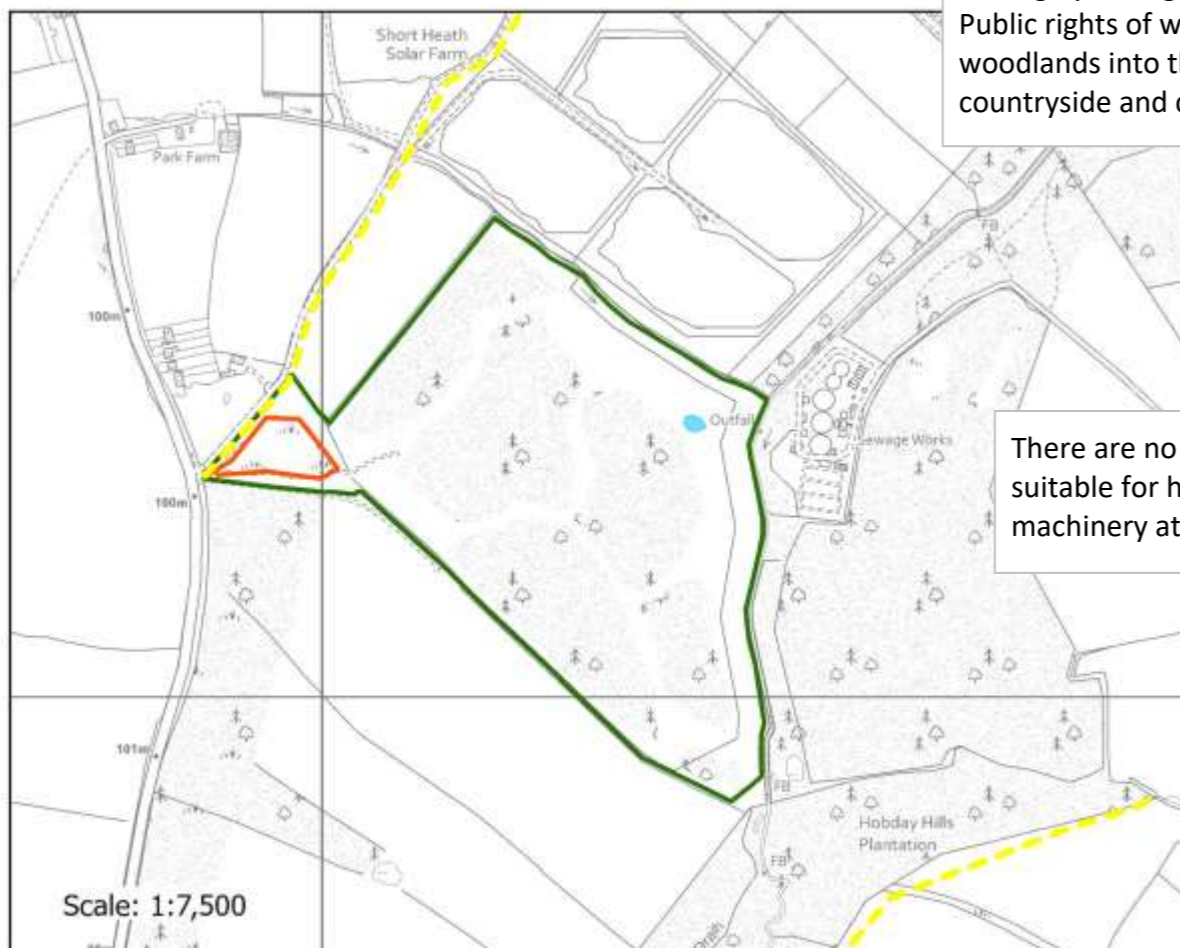 Public rights of
woodlands into
countryside and
Short Heath
Solar Farm
Park Farm
FB
100m
Outfall
Sewage Works
There are no
suitable for
machinery at
100m
101m
FB
Hobday Hills
Plantation
FB
Scale: 1:7,500